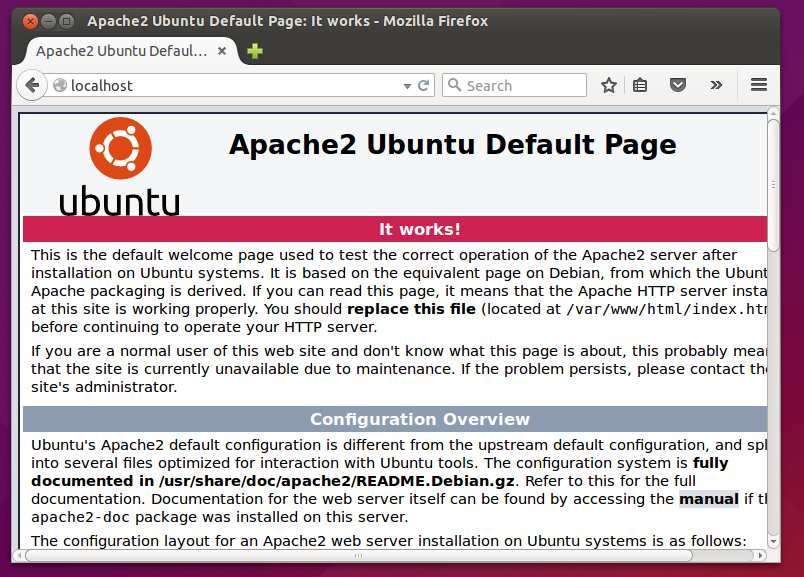 Apache2 Ubuntu Default Page: It works - Mozilla Firefox
Apache2 Ubuntu Defaul...
localhost
Search
Apache2 Ubuntu Default Page
ubuntu
It works!
This is the default welcome page used to test the correct operation of the Apache2 server after
installation on Ubuntu systems. It is based on the equivalent page on Debian, from which the Ubunt
Apache packaging is derived. If you can read this page, it means that the Apache HTTP server insta
at this site is working properly. You should replace this file (located at /var/www/html/index.htm
before continuing to operate your HTTP server.
If you are a normal user of this web site and don't know what this page is about, this probably mea
that the site is currently unavailable due to maintenance. If the problem persists, please contact th
site's administrator.
Configuration Overview
Ubuntu's Apache2 default configuration is different from the upstream default configuration, and spl
into several files optimized for interaction with Ubuntu tools. The configuration system is fully
documented in /usr/share/doc/apache2/README.Debian.gz. Refer to this for the full
documentation. Documentation for the web server itself can be found by accessing the manual if th
apache2-doc package was installed on this server.
The configuration layout for an Apache2 web server installation on Ubuntu systems is as follows: